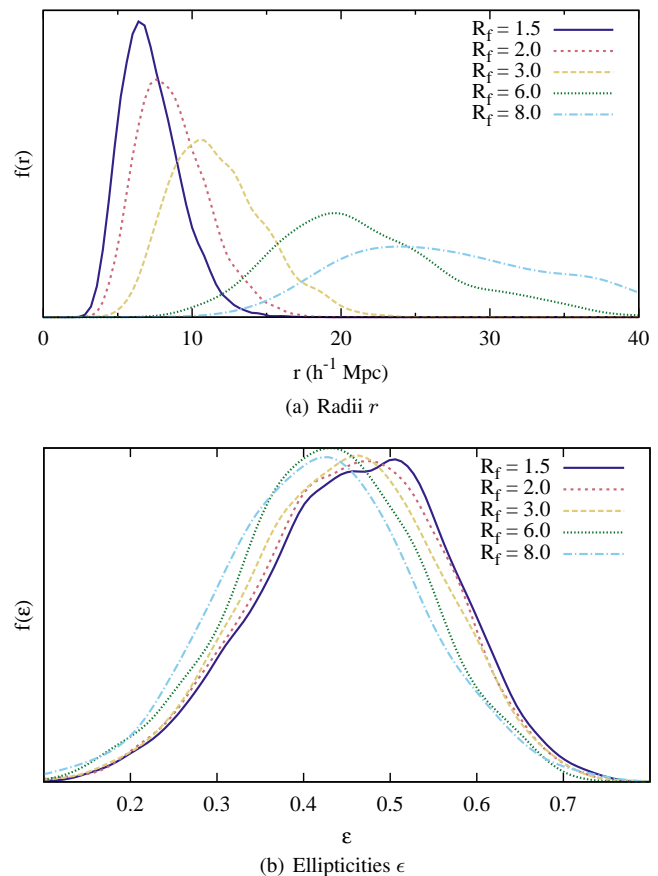 R_f = 1.5
R_f = 2.0
R_f = 3.0
R_f = 6.0
R_f = 8.0
f(r)
0 10 20 30 40
r (h^-1 Mpc)
(a) Radii r
R_f = 1.5
R_f = 2.0
R_f = 3.0
R_f = 6.0
R_f = 8.0
f(ε)
0.2 0.3 0.4 0.5 0.6 0.7
ε
(b) Ellipticities ϵ